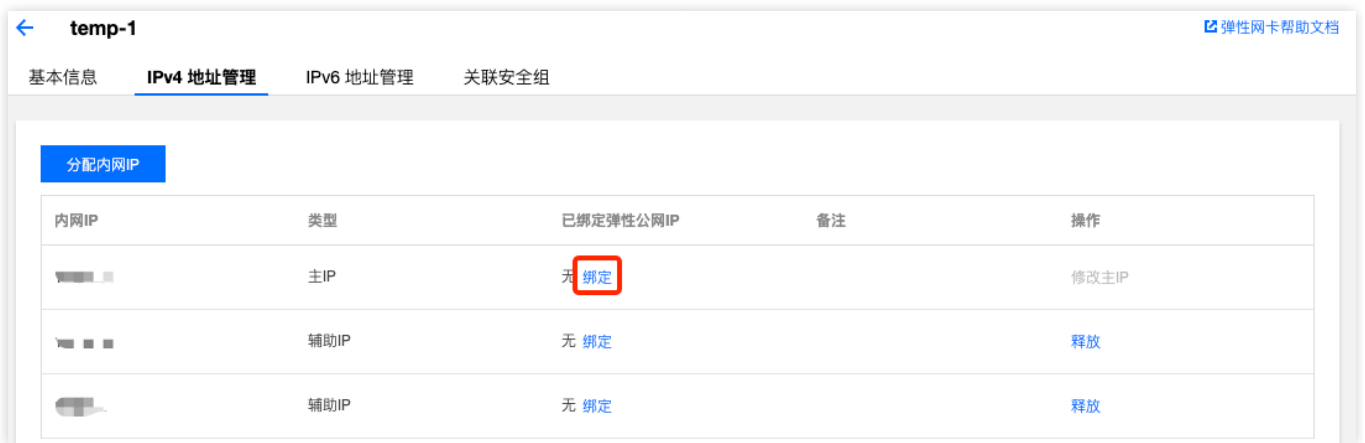 temp-1
弹性网卡帮助文档
基本信息 IPv4 地址管理 IPv6 地址管理 关联安全组
分配内网IP
内网IP 类型 已绑定弹性公网IP 备注 操作
主IP 无 绑定 修改主IP
辅助IP 无 绑定 释放
辅助IP 无 绑定 释放